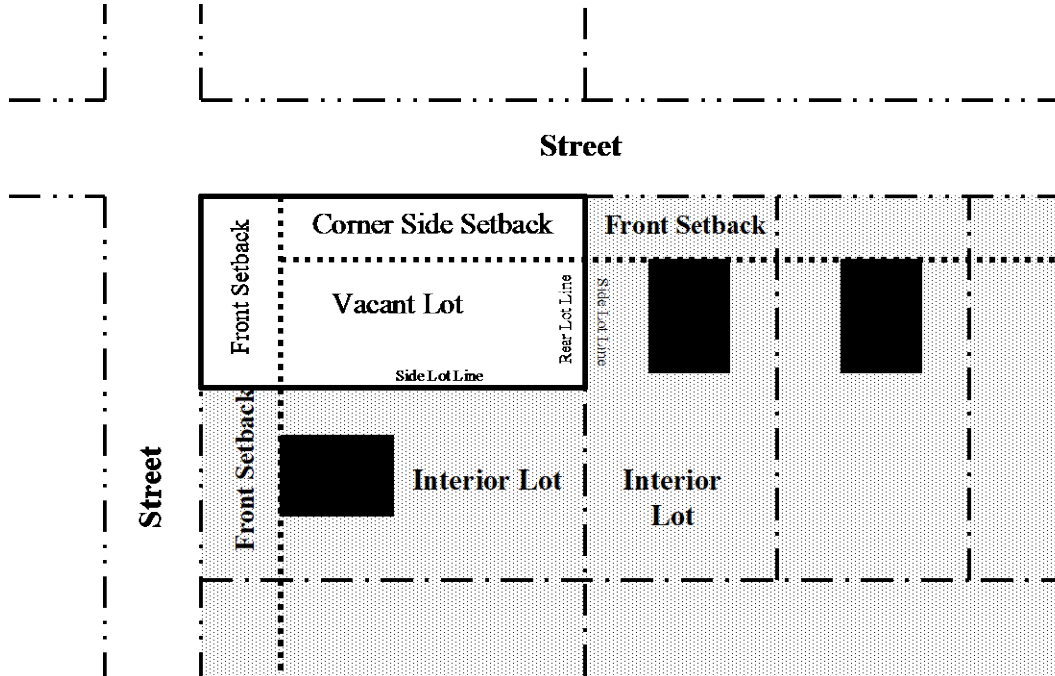 Street
Corner Side Setback
Front Setback
Front Setback
Vacant Lot
Rear Lot Line
Side Lot Line
Side Lot Line
Front Setback
Street
Interior Lot
Interior
Lot